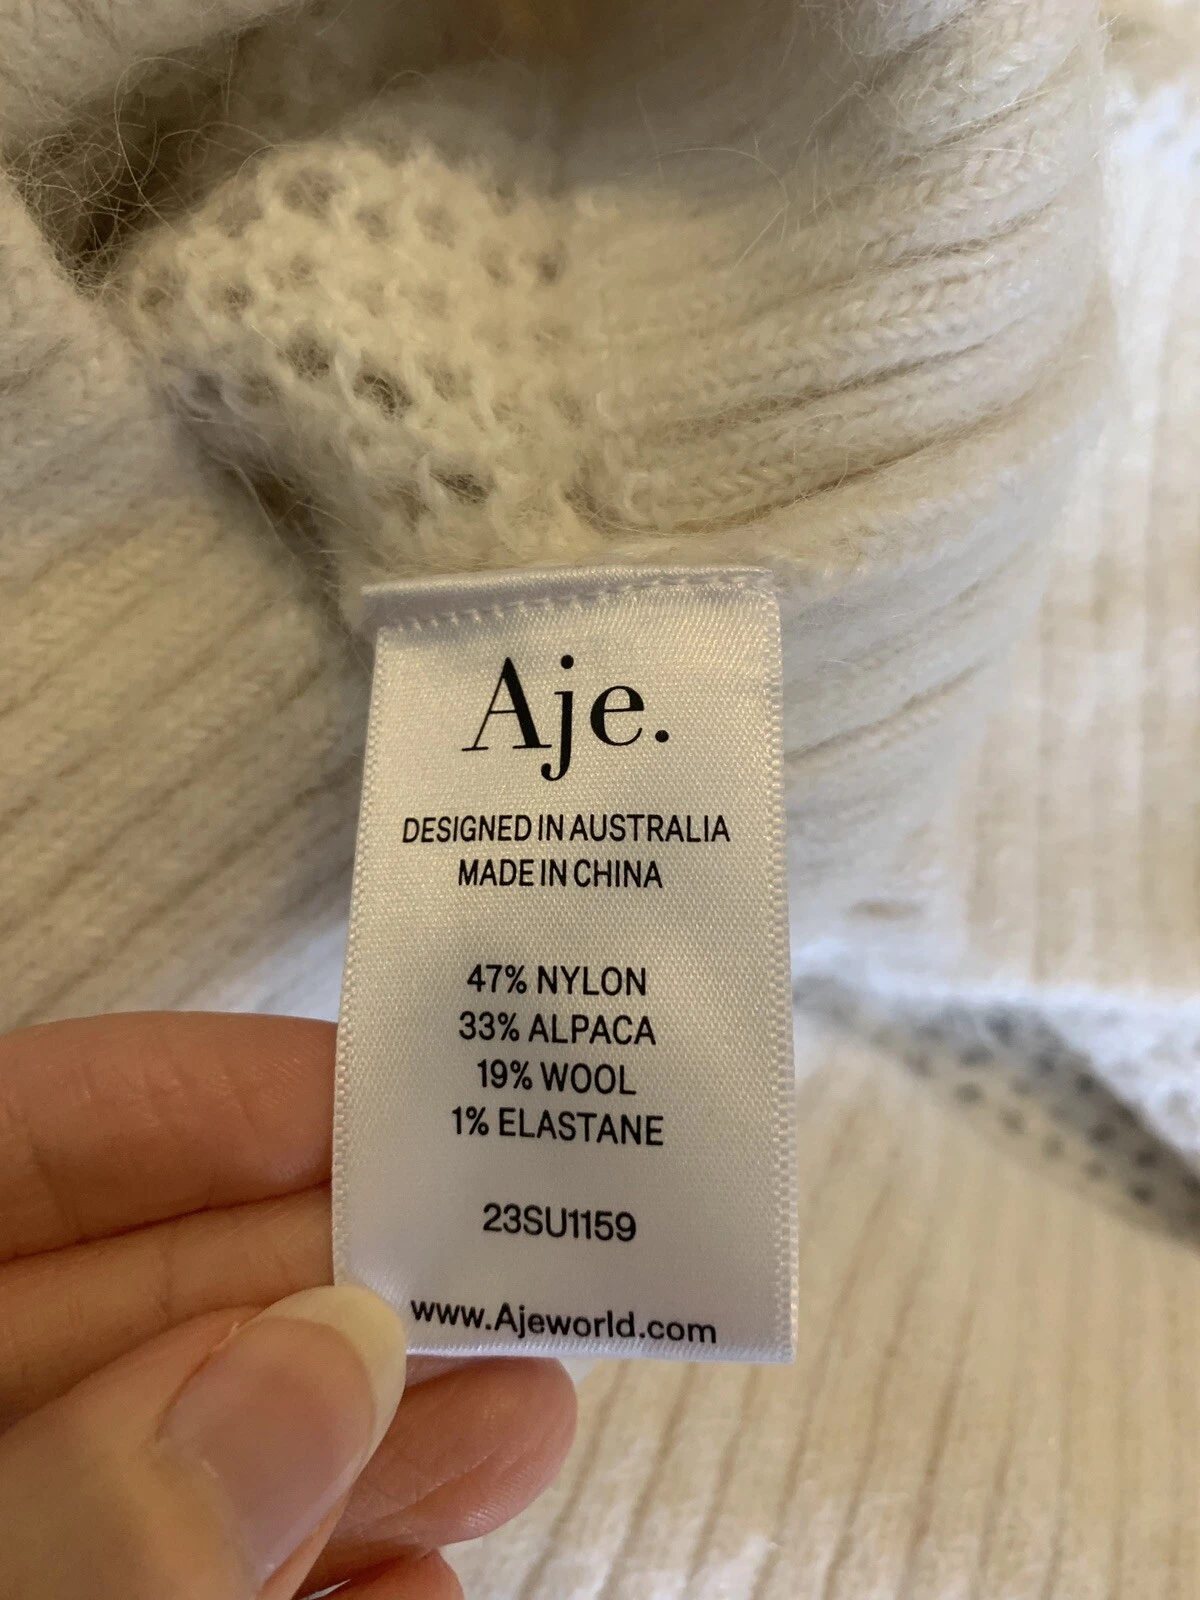 Aje.
DESIGNED IN AUSTRALIA
MADE IN CHINA
47% NYLON
33% ALPACA
19% WOOL
1% ELASTANE
23SU1159
www.Ajeworld.com